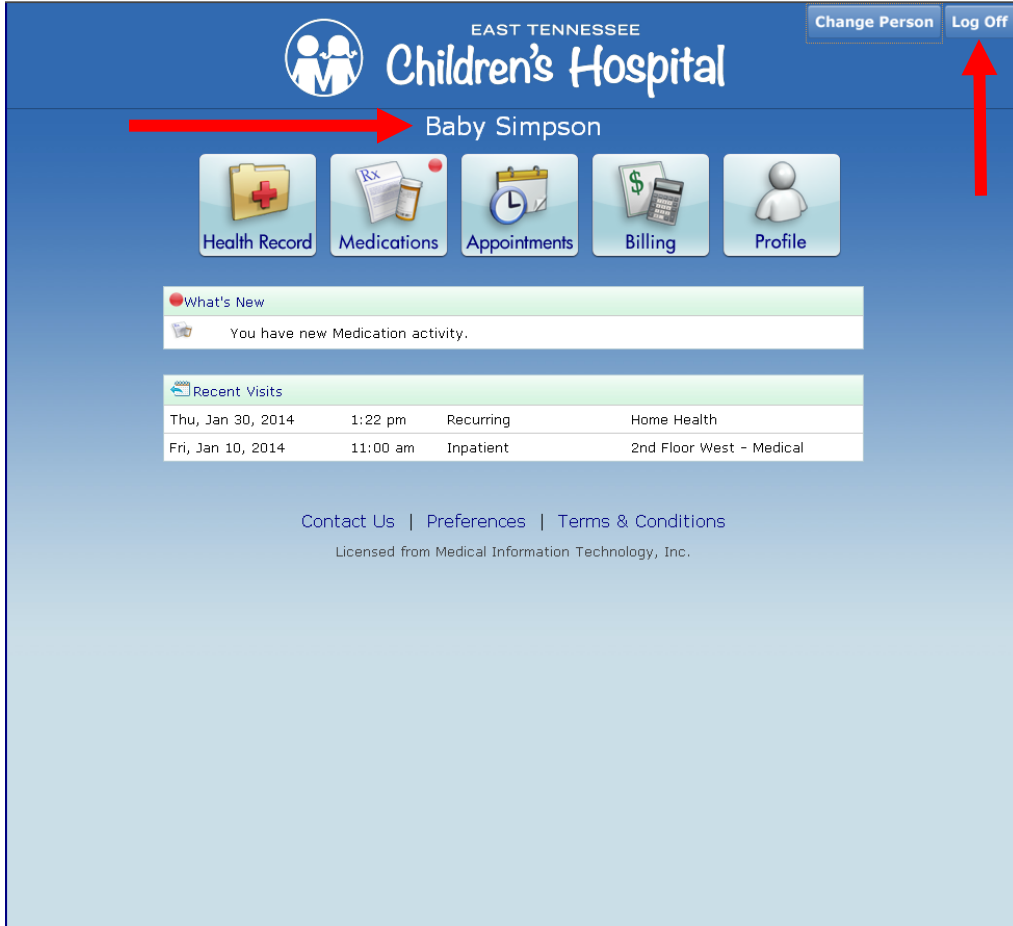 Change Person Log Off
EAST TENNESSEE
Children's Hospital
Baby Simpson
Rx
$
Health Record Medications Appointments Billing Profile
What's New
You have new Medication activity.
Recent Visits
Thu, Jan 30, 2014 1:22 pm Recurring Home Health
Fri, Jan 10, 2014 11:00 am Inpatient 2nd Floor West - Medical
Contact Us | Preferences | Terms & Conditions
Licensed from Medical Information Technology, Inc.